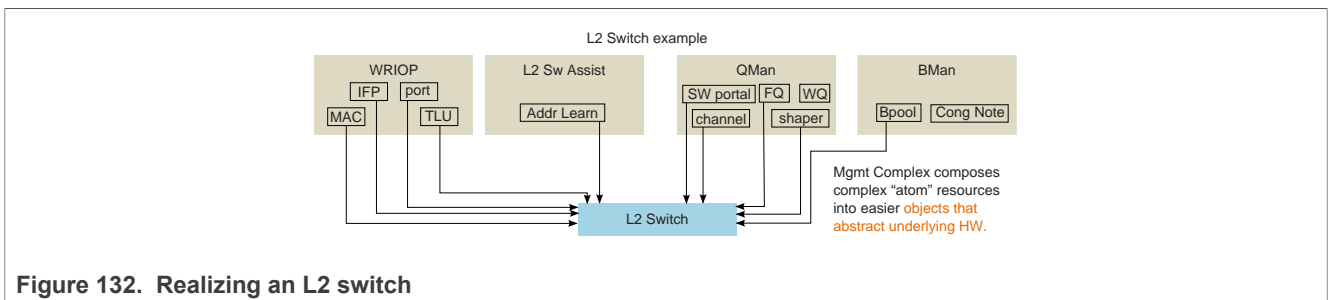 L2 Switch example
WRIOP
L2 Sw Assist
QMan
BMan
IFP
port
MAC
TLU
Addr Learn
SW portal
FQ
WQ
channel
shaper
Bpool
Cong Note
Mgmt Complex composes
complex “atom” resources
into easier objects that
abstract underlying HW.
L2 Switch
Figure 132. Realizing an L2 switch